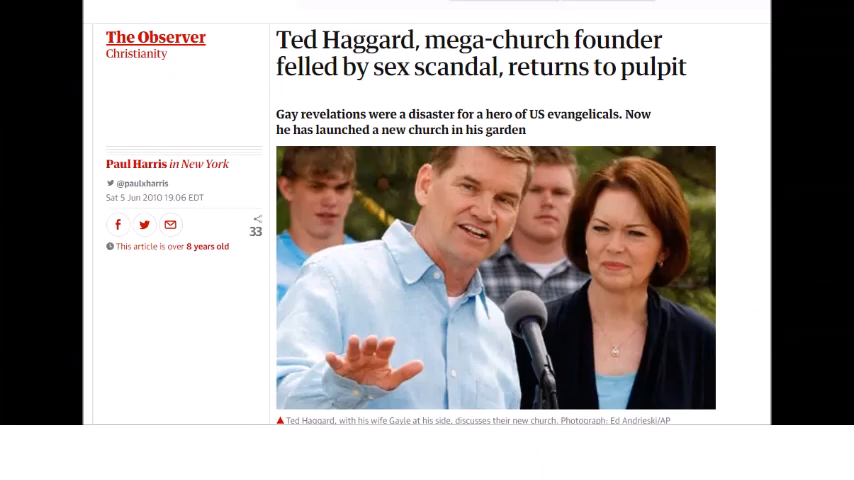 The Observer
Christianity
Ted Haggard, mega-church founder
felled by sex scandal, returns to pulpit
Gay revelations were a disaster for a hero of US evangelicals. Now
he has launched a new church in his garden
Paul Harris in New York
@paulxharris
Sat 5 Jun 2010 19.06 EDT
33
This article is over 8 years old
Ted Haggard, with his wife Gayle at his side, discusses their new church. Photograph: Ed Andrieski/AP